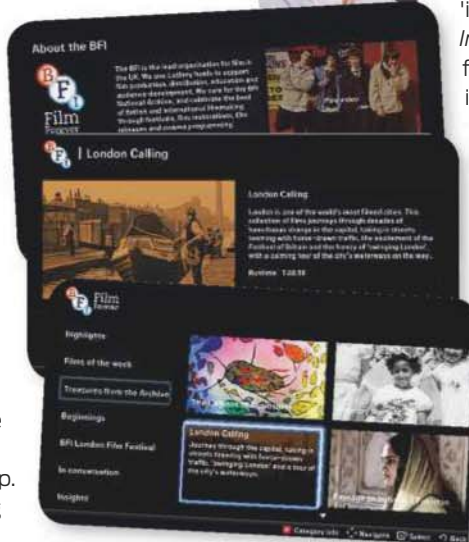 'i
In
f
i
About the BFI
BFI
Film
Forever
The BFI is the lead organisation for film in
the UK. We use Lottery funds to support
film production, distribution, education and
audience development. We care for the BFI
National Archive, and celebrate the best
of British and international filmmaking
through festivals, film restorations, film
releases and cinema programming.
BFI | London Calling
London Calling
London is one of the world's most filmed cities. This
collection of films journeys through decades of
change in the capital, taking in streets
teeming with horse-drawn traffic, the excitement of the
Festival of Britain and the frenzy of 'swinging London',
with a calming tour of the city's waterways on the way.
Runtime
BFI Film
Forever
Highlights
Films of the week
Treasures from the Archive
Beginnings
BFI London Film Festival
In conversation
Insights
London Calling
Journey through the capital, taking in
streets teeming with horse-drawn
traffic, 'swinging London' and a tour of
the city's waterways.
Category info Navigate Select Back
e
p.